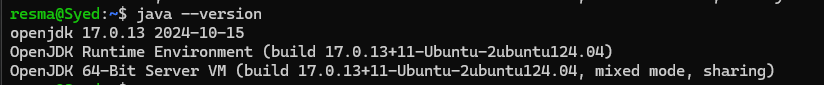 resma@Syed:~$ java --version
openjdk 17.0.13 2024-10-15
OpenJDK Runtime Environment (build 17.0.13+11-Ubuntu-2ubuntu124.04)
OpenJDK 64-Bit Server VM (build 17.0.13+11-Ubuntu-2ubuntu124.04, mixed mode, sharing)